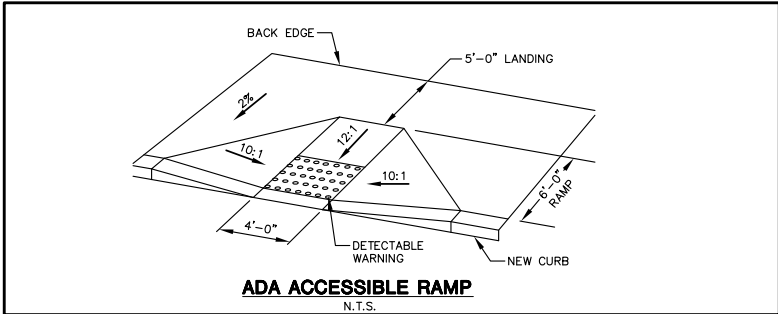 BACK EDGE
5'-0" LANDING
2%
12:1
10:1
10:1
6'-0"
RAMP
4'-0"
DETECTABLE
WARNING
NEW CURB
ADA ACCESSIBLE RAMP
N.T.S.